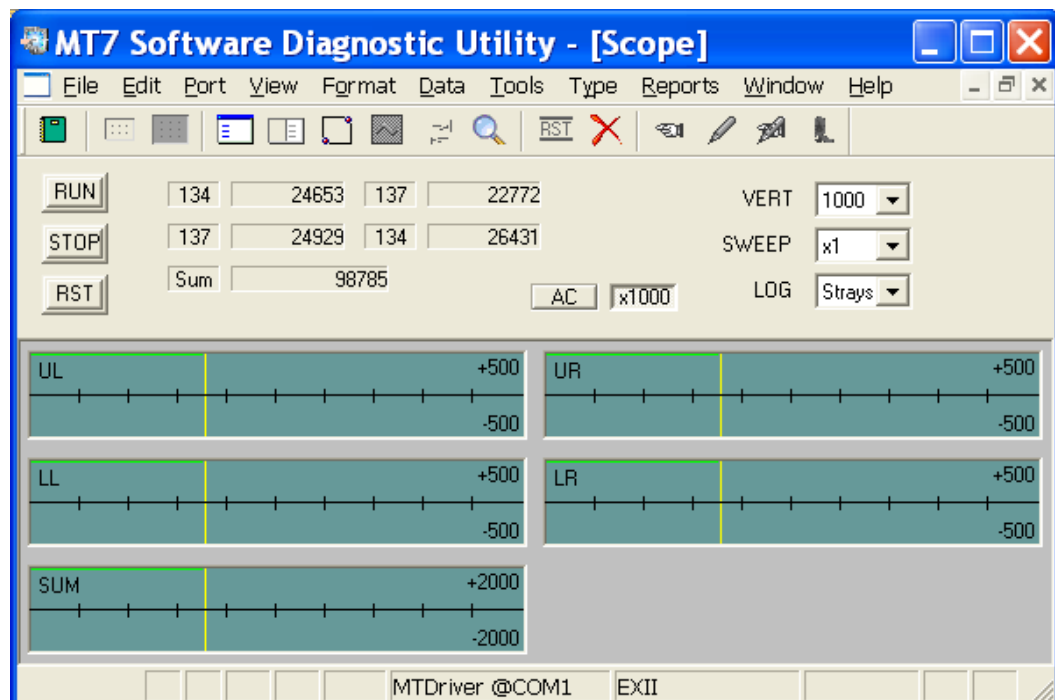 MT7 Software Diagnostic Utility - [Scope]
File Edit Port View Format Data Tools Type Reports Window Help
RST
RUN 134 24653 137 22772 VERT 1000
STOP 137 24929 134 26431 SWEEP x1
RST Sum 98785 AC x1000 LOG Strays
UL +500 UR +500
-500 -500
LL +500 LR +500
-500 -500
SUM +2000
-2000
MTDriver @COM1 EXII